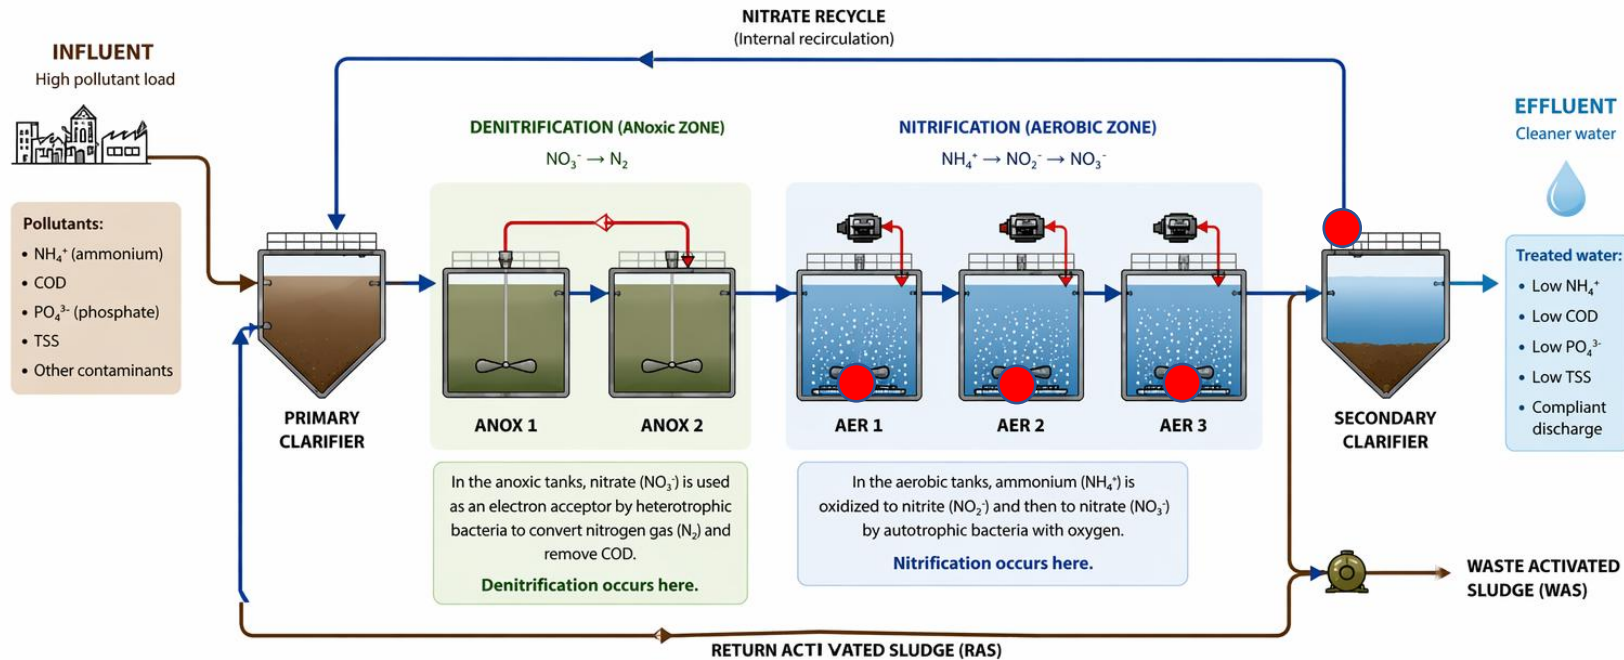 NITRATE RECYCLE
(Internal recirculation)
INFLUENT
High pollutant load
Pollutants:
• NH₄⁺ (ammonium)
• COD
• PO₄³⁻ (phosphate)
• TSS
• Other contaminants
PRIMARY
CLARIFIER
DENITRIFICATION (ANoxic ZONE)
NO₃⁻ → N₂
ANOX 1
ANOX 2
In the anoxic tanks, nitrate (NO₃⁻) is used
as an electron acceptor by heterotrophic
bacteria to convert nitrogen gas (N₂) and
remove COD.
Denitrification occurs here.
NITRIFICATION (AEROBIC ZONE)
NH₄⁺ → NO₂⁻ → NO₃⁻
AER 1
AER 2
AER 3
In the aerobic tanks, ammonium (NH₄⁺) is
oxidized to nitrite (NO₂⁻) and then to nitrate (NO₃⁻)
by autotrophic bacteria with oxygen.
Nitrification occurs here.
SECONDARY
CLARIFIER
EFFLUENT
Cleaner water
Treated water:
• Low NH₄⁺
• Low COD
• Low PO₄³⁻
• Low TSS
• Compliant
discharge
WASTE ACTIVATED
SLUDGE (WAS)
RETURN ACTIVATED SLUDGE (RAS)